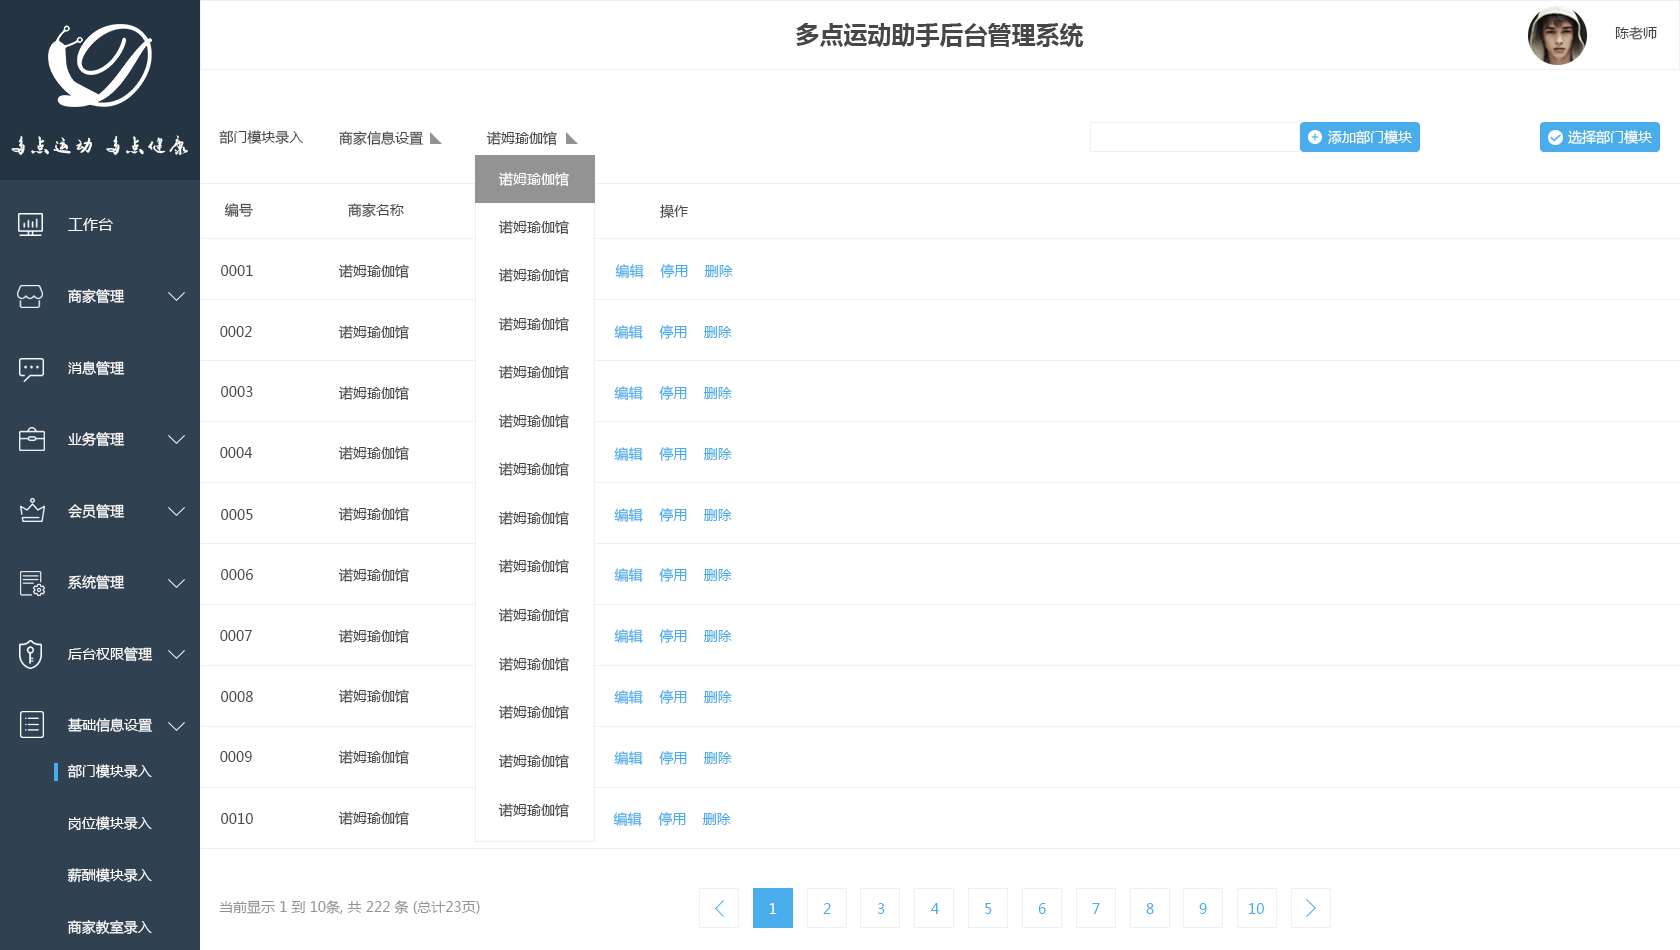 多点运动助手后台管理系统
陈老师
多点运动 多点健康
工作台
商家管理
消息管理
业务管理
会员管理
系统管理
后台权限管理
基础信息设置
部门模块录入
岗位模块录入
薪酬模块录入
商家教室录入
部门模块录入 商家信息设置 诺姆瑜伽馆
添加部门模块 选择部门模块
诺姆瑜伽馆
诺姆瑜伽馆
诺姆瑜伽馆
诺姆瑜伽馆
诺姆瑜伽馆
诺姆瑜伽馆
诺姆瑜伽馆
诺姆瑜伽馆
诺姆瑜伽馆
诺姆瑜伽馆
诺姆瑜伽馆
诺姆瑜伽馆
诺姆瑜伽馆
诺姆瑜伽馆
编号 商家名称 操作
0001 诺姆瑜伽馆 编辑 停用 删除
0002 诺姆瑜伽馆 编辑 停用 删除
0003 诺姆瑜伽馆 编辑 停用 删除
0004 诺姆瑜伽馆 编辑 停用 删除
0005 诺姆瑜伽馆 编辑 停用 删除
0006 诺姆瑜伽馆 编辑 停用 删除
0007 诺姆瑜伽馆 编辑 停用 删除
0008 诺姆瑜伽馆 编辑 停用 删除
0009 诺姆瑜伽馆 编辑 停用 删除
0010 诺姆瑜伽馆 编辑 停用 删除
当前显示 1 到 10条, 共 222 条 (总计23页)
1 2 3 4 5 6 7 8 9 10